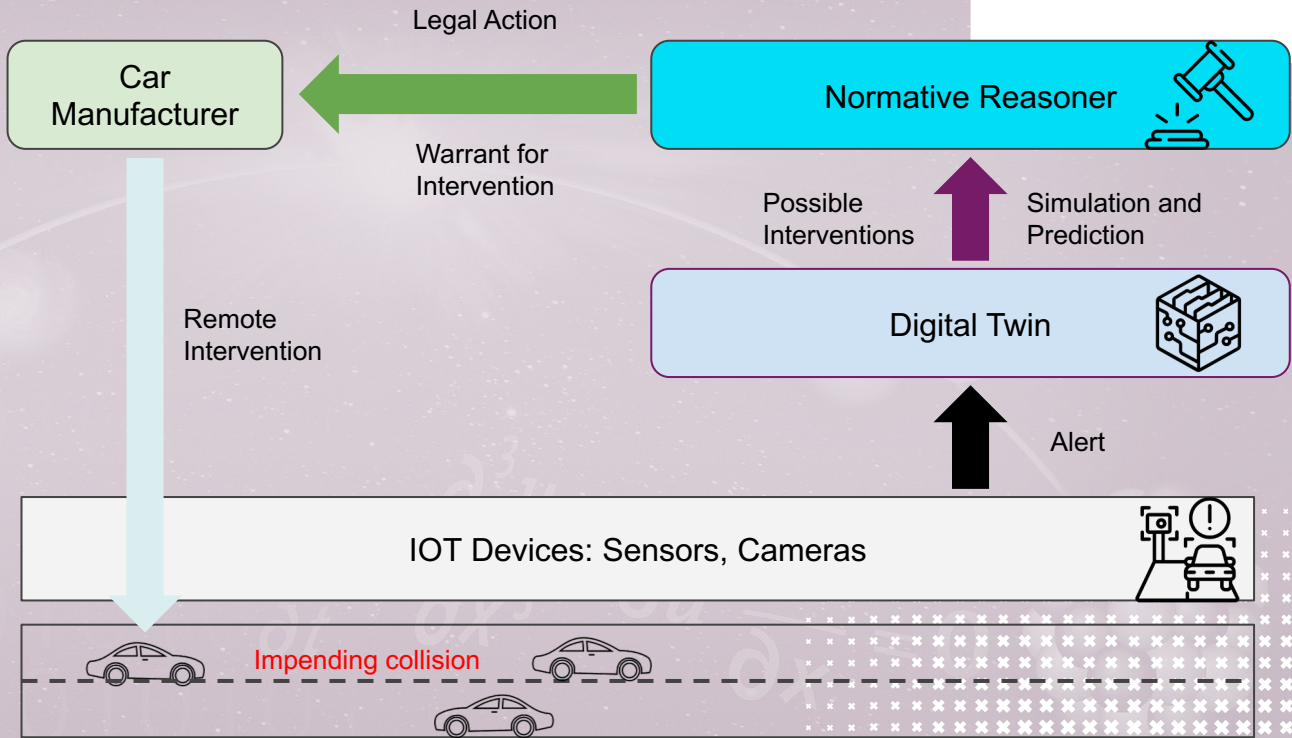 Legal Action
Car
Manufacturer
Normative Reasoner
Warrant for
Intervention
Possible
Interventions
Simulation and
Prediction
Remote
Intervention
Digital Twin
Alert
IOT Devices: Sensors, Cameras
Impending collision